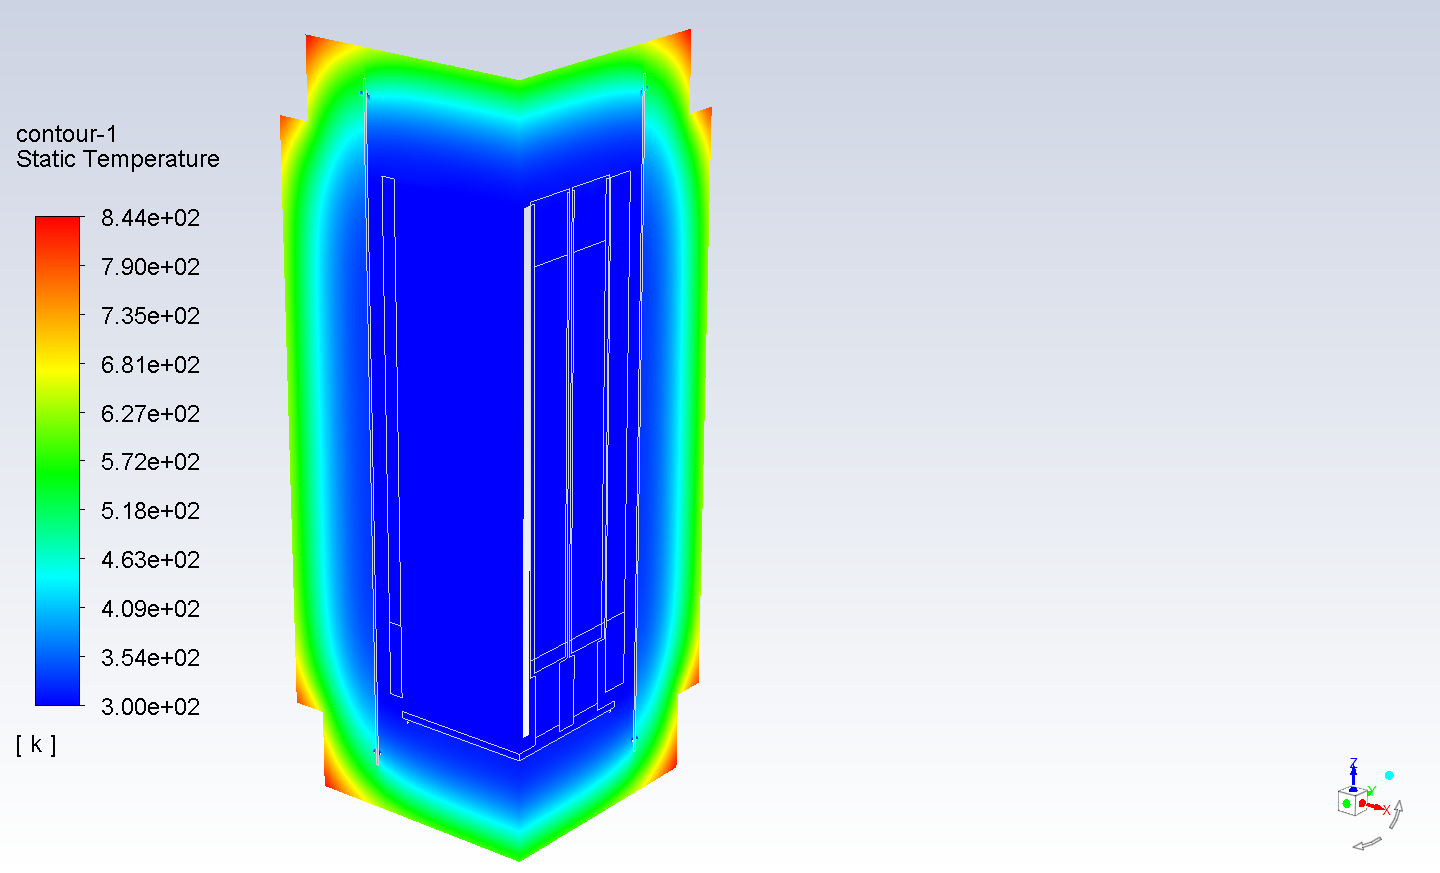 contour-1
Static Temperature
8.44e+02
7.90e+02
7.35e+02
6.81e+02
6.27e+02
5.72e+02
5.18e+02
4.63e+02
4.09e+02
3.54e+02
3.00e+02
[ k ]
Z
Y
X